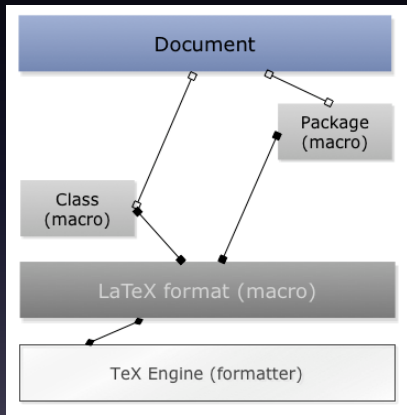 Document
Package
(macro)
Class
(macro)
LaTeX format (macro)
TeX Engine (formatter)